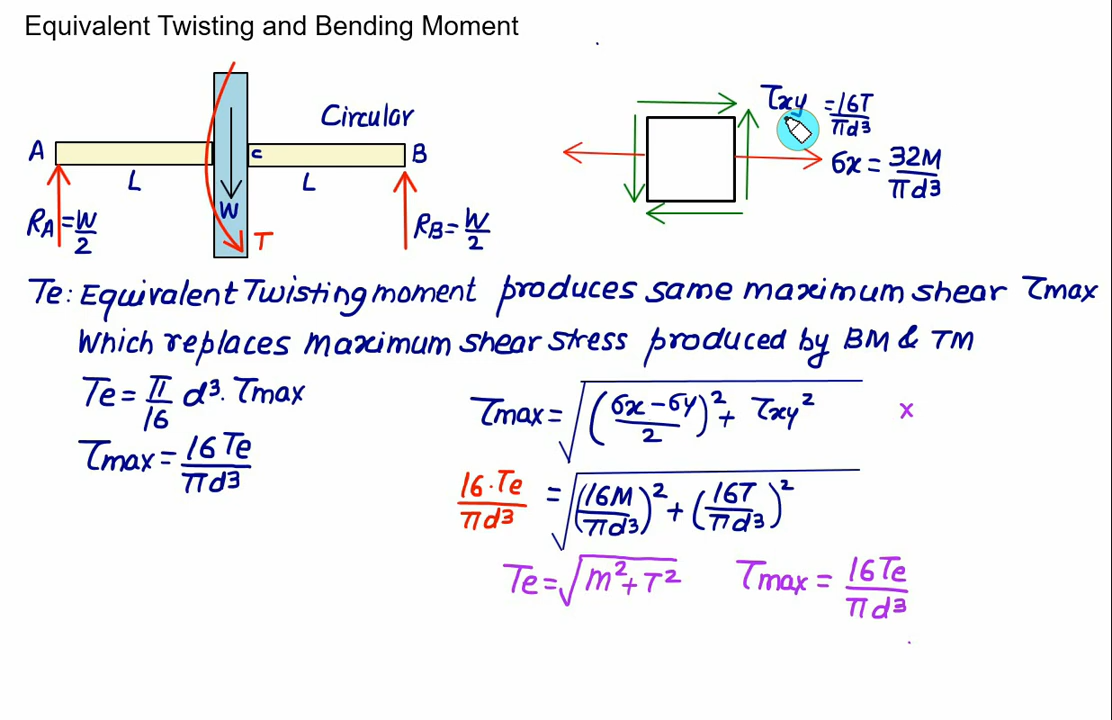 Equivalent Twisting and Bending Moment
Circular
A
C
B
L
L
W
T
RA = W/2
RB = W/2
τxy = 16T/πd³
σx = 32M/πd³
Te: Equivalent Twisting moment produces same maximum shear τmax
Which replaces maximum shear stress produced by BM & TM
Te = π/16 d³. τmax
τmax = 16Te/πd³
τmax = √((σx - σy)/2)² + τxy² x
16·Te/πd³ = √(16M/πd³)² + (16T/πd³)²
Te = √m² + T² τmax = 16Te/πd³